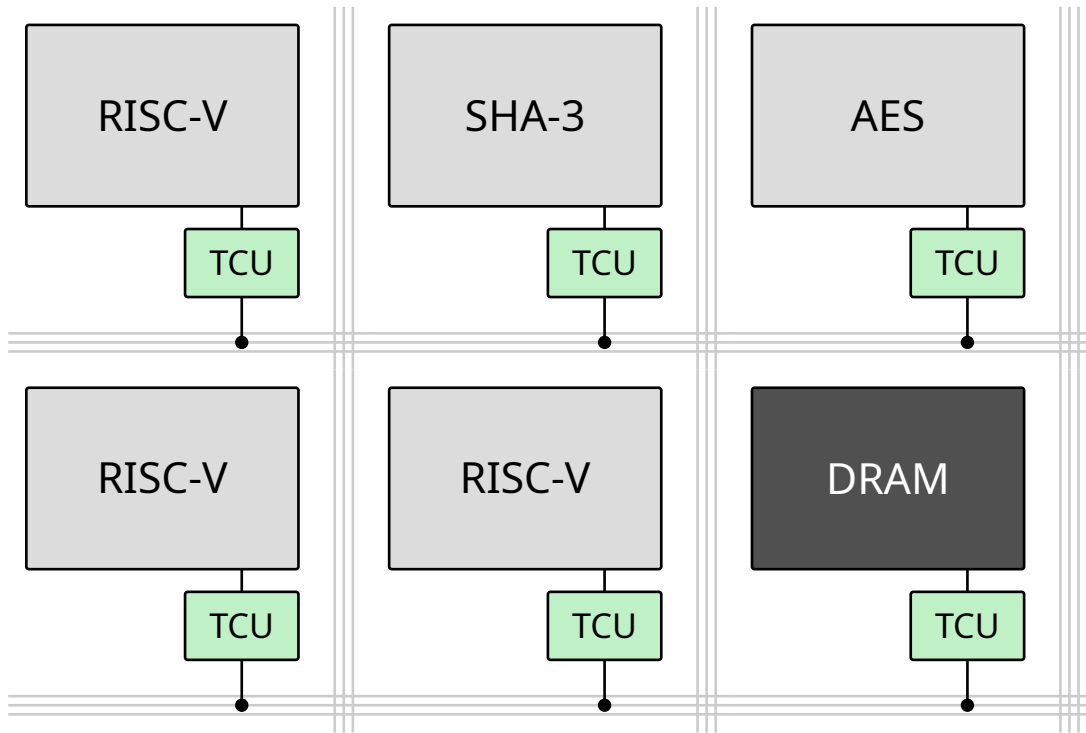 RISC-V
SHA-3
AES
TCU
TCU
TCU
RISC-V
RISC-V
DRAM
TCU
TCU
TCU